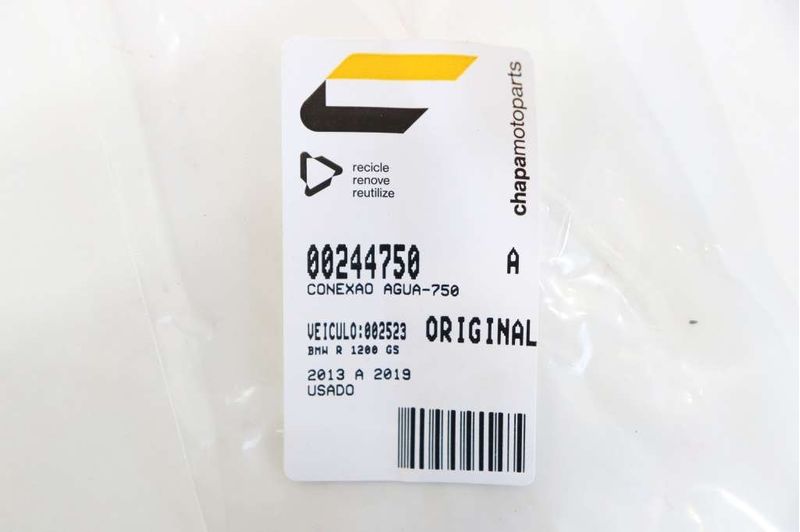 chapamotoparts
recicle
renove
reutilize
00244750 A
CONEXAO AGUA-750
VEICULO:002523 ORIGINAL
BMW R 1200 GS
2013 A 2019
USADO